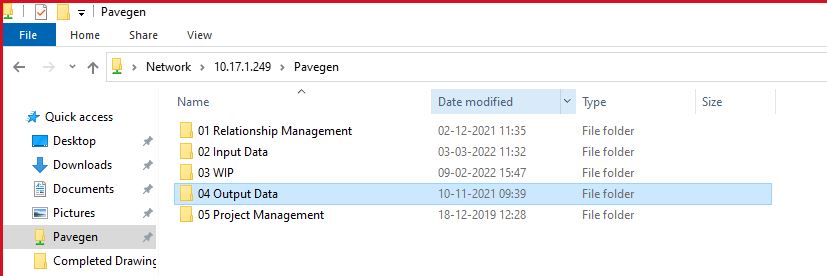 Pavegen
File Home Share View
Network 10.17.1.249 Pavegen
Name Date modified Type Size
Quick access
Desktop
Downloads
Documents
Pictures
Pavegen
Completed Drawing
01 Relationship Management 02-12-2021 11:35 File folder
02 Input Data 03-03-2022 11:32 File folder
03 WIP 09-02-2022 15:47 File folder
04 Output Data 10-11-2021 09:39 File folder
05 Project Management 18-12-2019 12:28 File folder